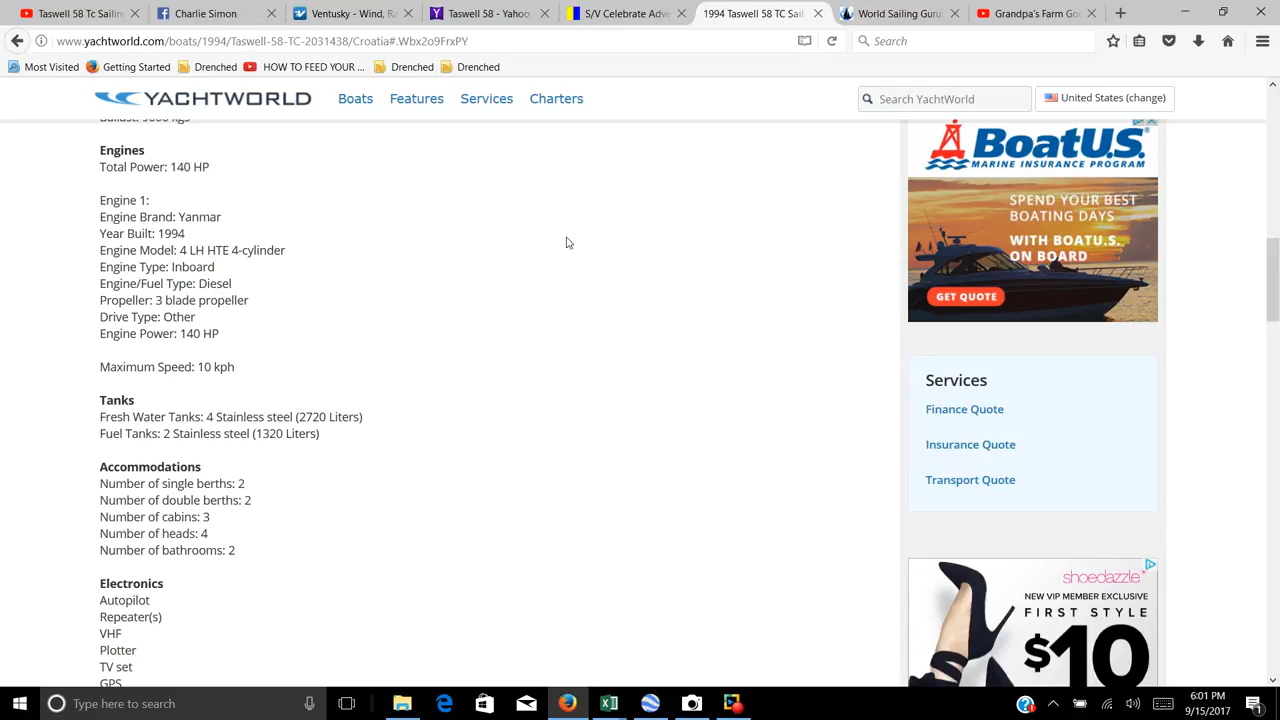 Taswell 58 - TC
Ventusky - Wind, Ra
Taswell 58 - Yahoo
S/V Celebrate Adve
1994 Taswell 58 TC Sail
World Sailing Guru
Grandpa's Farm Go
www.yachtworld.com/boats/1994/Taswell-58-TC-2031438/Croatia#.Wbx2o9FrxPY
Search
Most Visited
Getting Started
Drenched
HOW TO FEED YOUR ...
Drenched
Drenched
YACHTWORLD
Boats
Features
Services
Charters
Search YachtWorld
United States (change)
Ballast: 9000 kgs
Engines
Total Power: 140 HP
Engine 1:
Engine Brand: Yanmar
Year Built: 1994
Engine Model: 4 LH HTE 4-cylinder
Engine Type: Inboard
Engine/Fuel Type: Diesel
Propeller: 3 blade propeller
Drive Type: Other
Engine Power: 140 HP
Maximum Speed: 10 kph
Tanks
Fresh Water Tanks: 4 Stainless steel (2720 Liters)
Fuel Tanks: 2 Stainless steel (1320 Liters)
Accommodations
Number of single berths: 2
Number of double berths: 2
Number of cabins: 3
Number of heads: 4
Number of bathrooms: 2
Electronics
Autopilot
Repeater(s)
VHF
Plotter
TV set
GPS
BoatU.S.®
MARINE INSURANCE PROGRAM
SPEND YOUR BEST
BOATING DAYS
WITH BOATU.S.
ON BOARD
GET QUOTE
Services
Finance Quote
Insurance Quote
Transport Quote
shoedazzle
NEW VIP MEMBER EXCLUSIVE
FIRST STYLE
$10
Type here to search
6:01 PM
9/15/2017